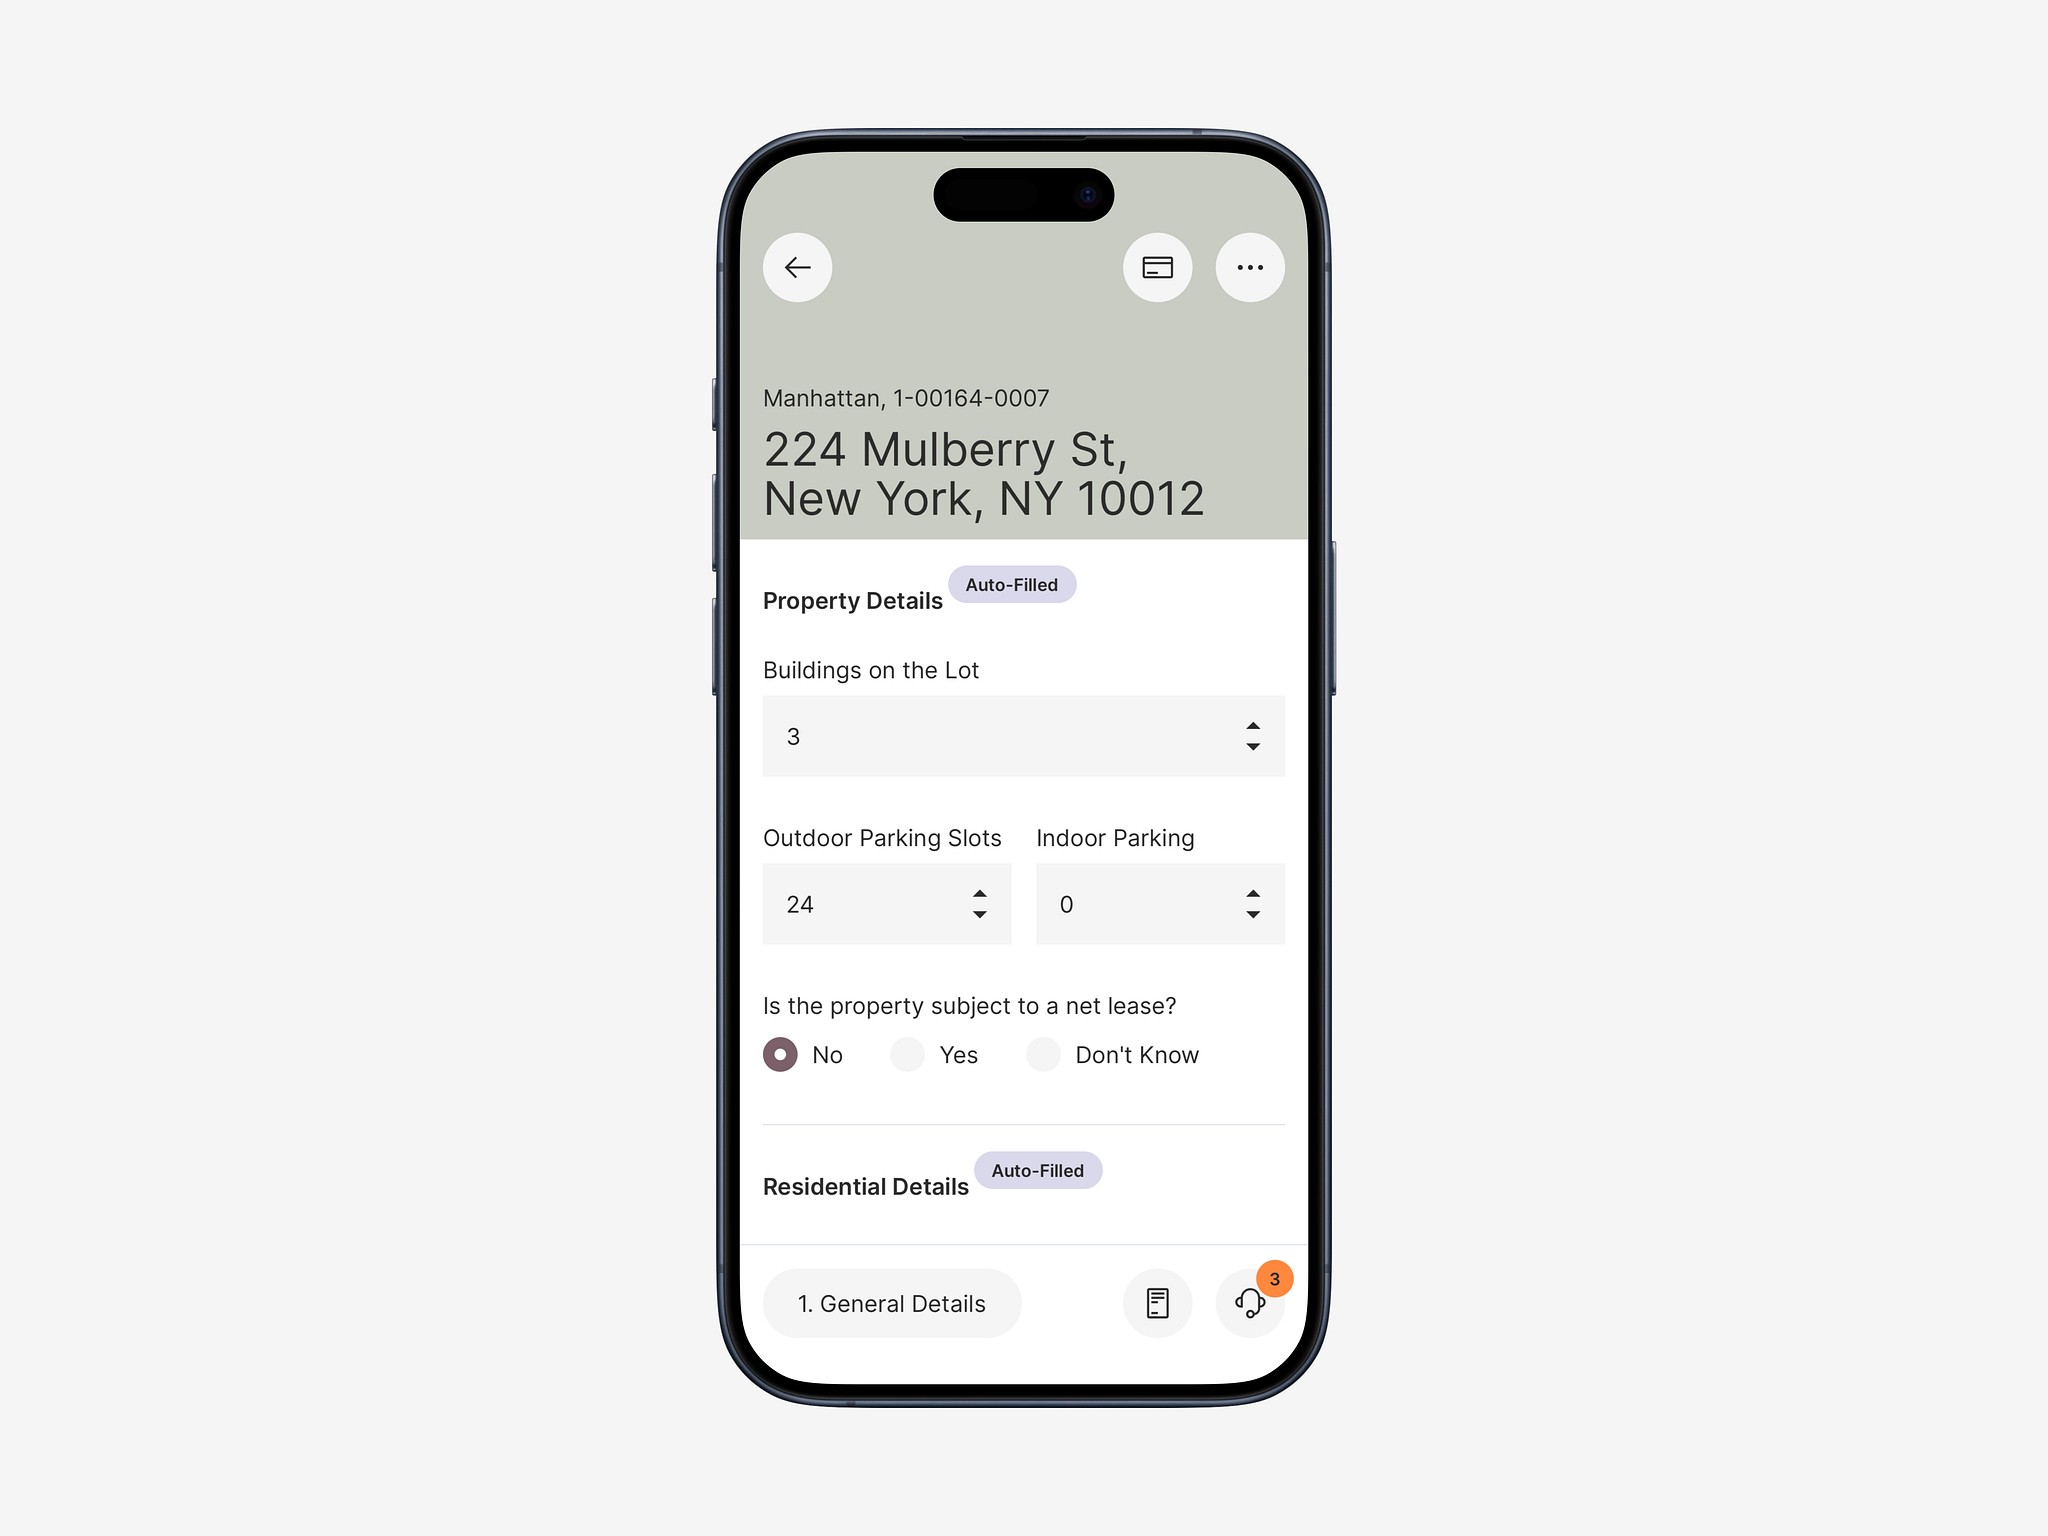 Manhattan, 1-00164-0007
224 Mulberry St,
New York, NY 10012
Property Details
Auto-Filled
Buildings on the Lot
3
Outdoor Parking Slots
Indoor Parking
24
0
Is the property subject to a net lease?
No
Yes
Don't Know
Residential Details
Auto-Filled
1. General Details
3